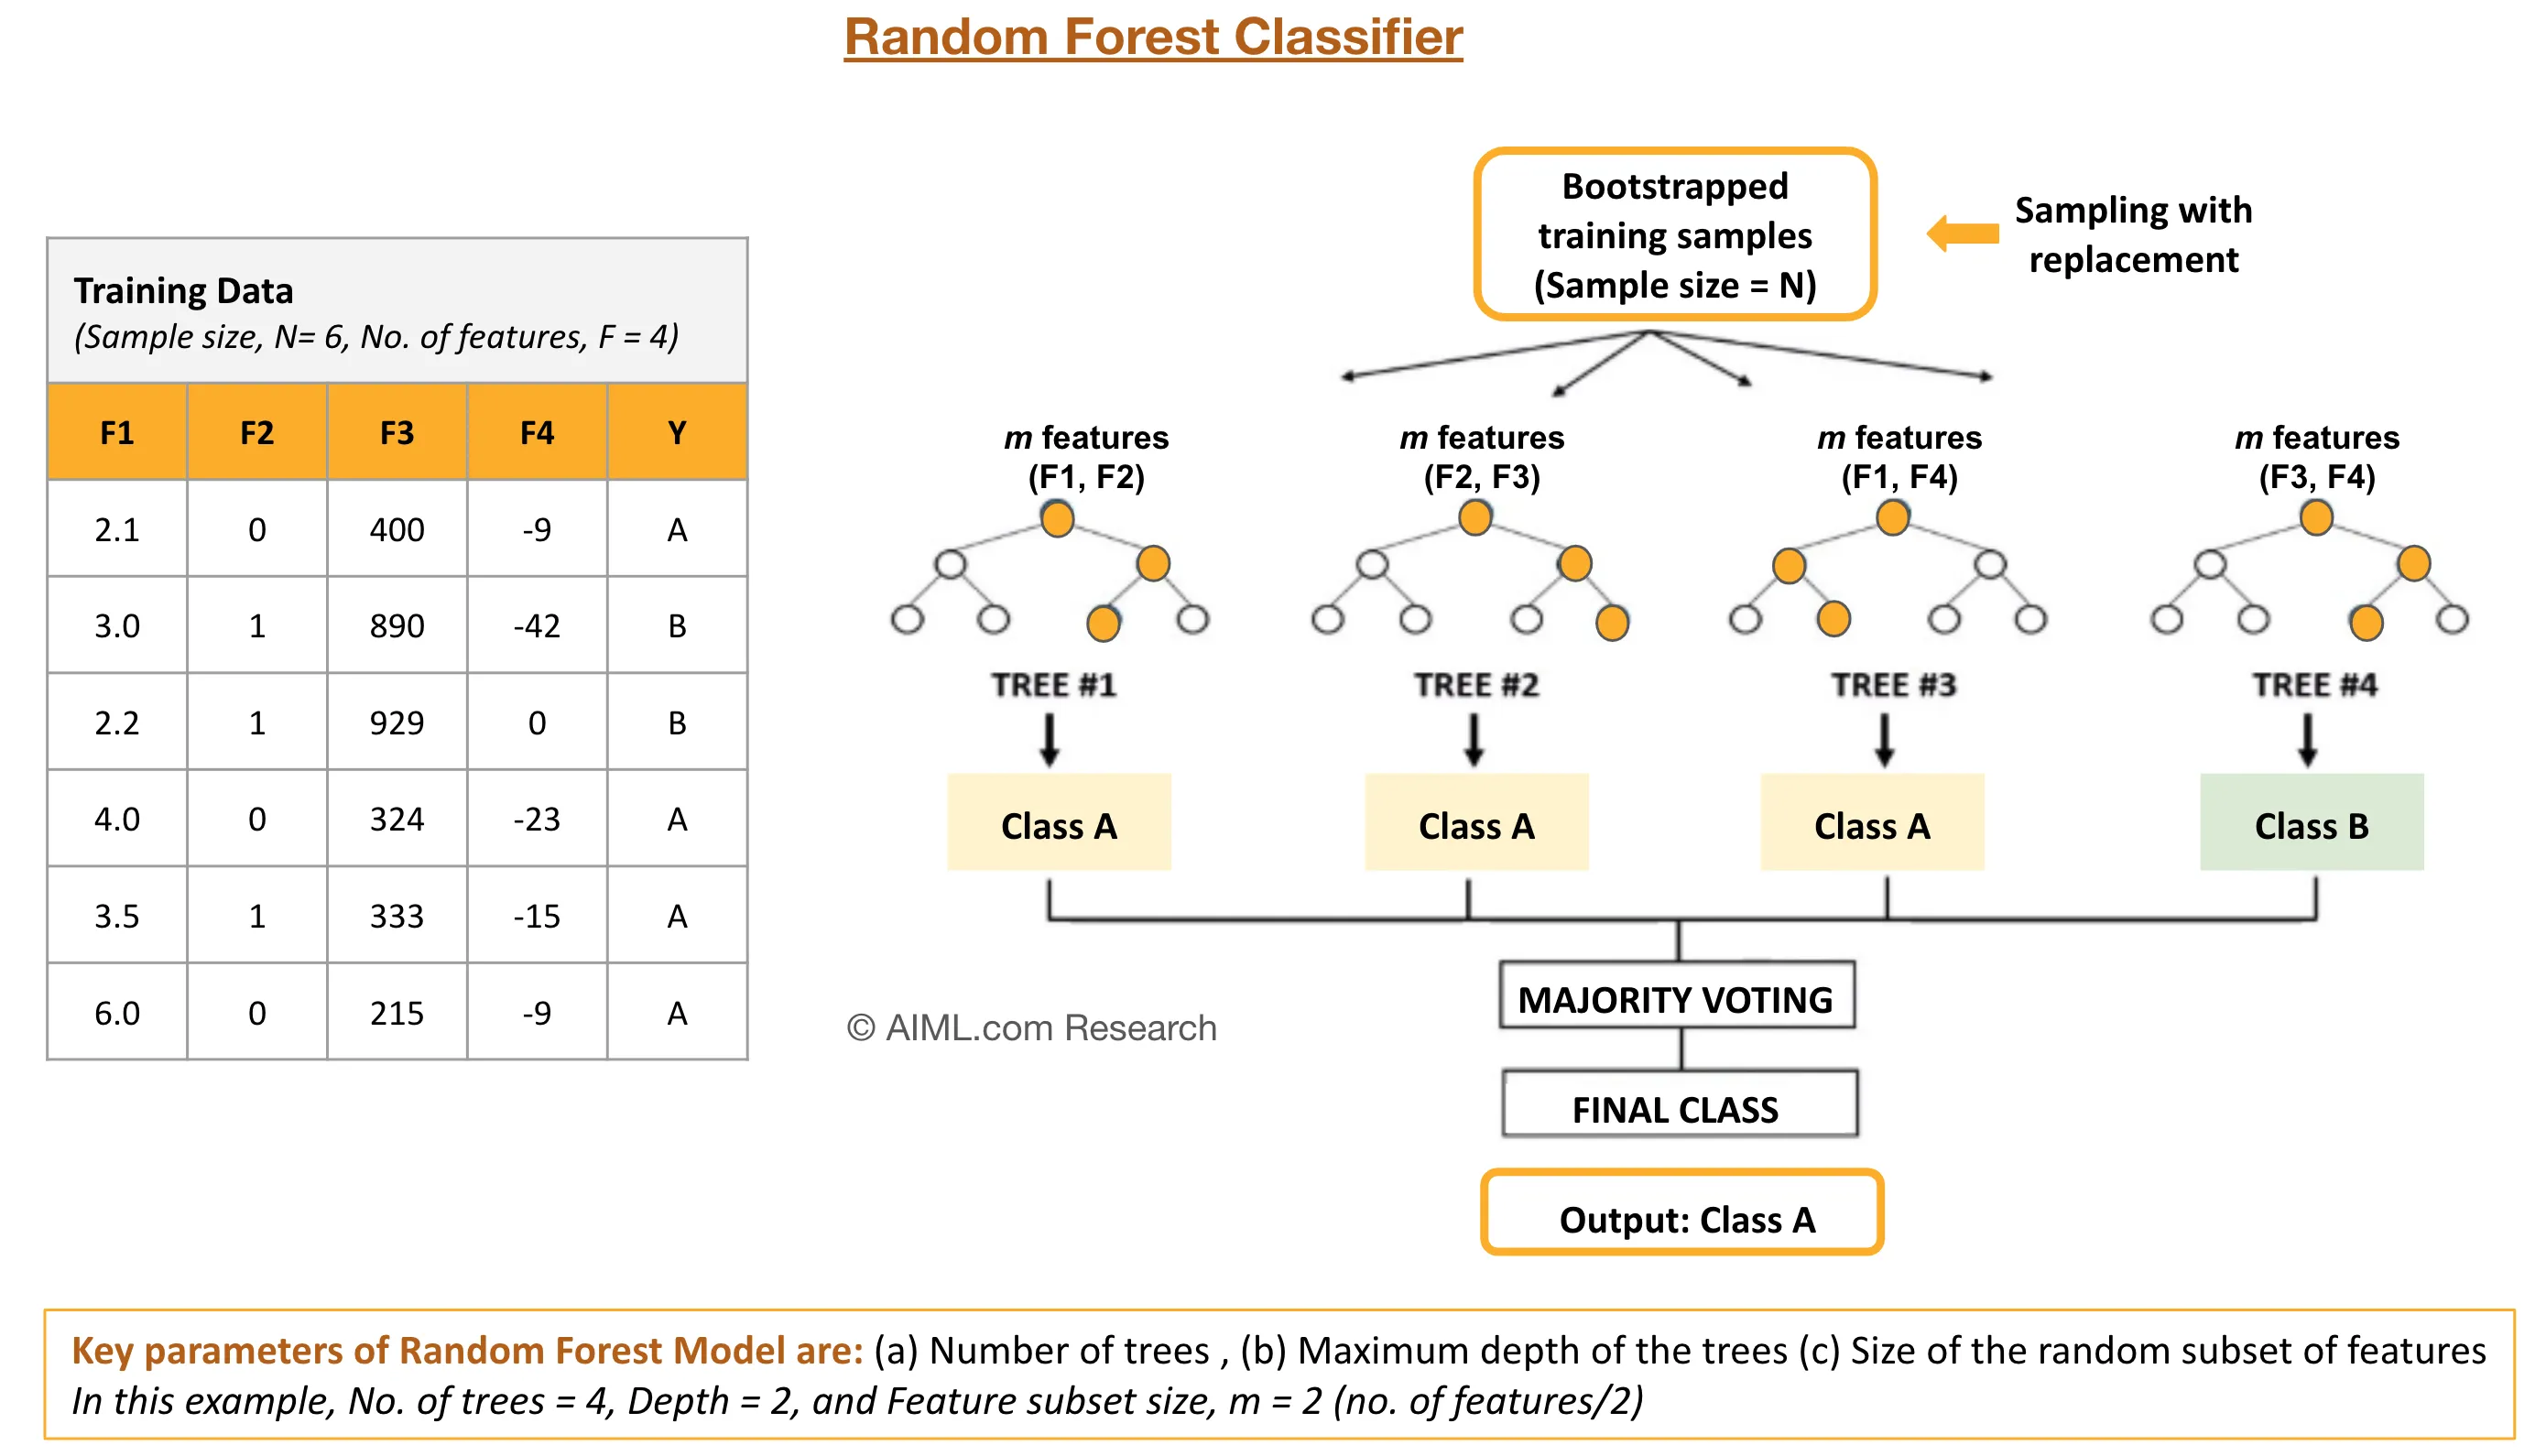 Random Forest Classifier
Training Data
(Sample size, N= 6, No. of features, F = 4)
F1 F2 F3 F4 Y
2.1 0 400 -9 A
3.0 1 890 -42 B
2.2 1 929 0 B
4.0 0 324 -23 A
3.5 1 333 -15 A
6.0 0 215 -9 A
Bootstrapped
training samples
(Sample size = N)
Sampling with
replacement
m features
(F1, F2)
m features
(F2, F3)
m features
(F1, F4)
m features
(F3, F4)
TREE #1
TREE #2
TREE #3
TREE #4
Class A
Class A
Class A
Class B
MAJORITY VOTING
FINAL CLASS
Output: Class A
© AIML.com Research
Key parameters of Random Forest Model are: (a) Number of trees , (b) Maximum depth of the trees (c) Size of the random subset of features
In this example, No. of trees = 4, Depth = 2, and Feature subset size, m = 2 (no. of features/2)